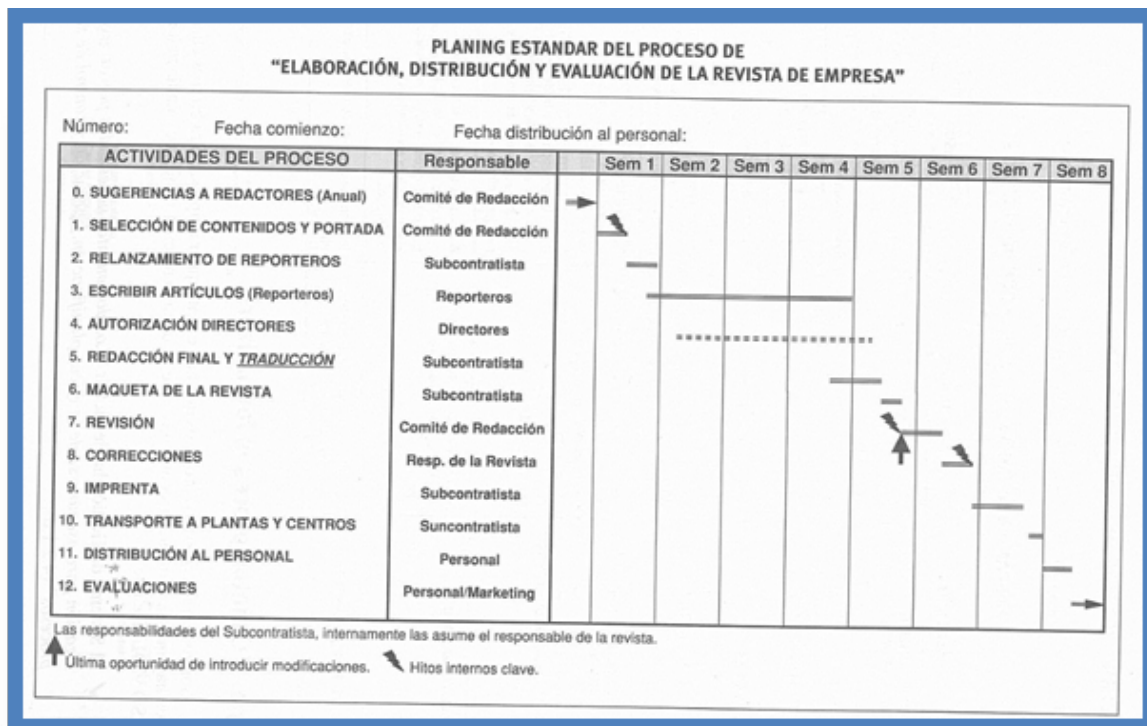 PLANING ESTANDAR DEL PROCESO DE
"ELABORACIÓN, DISTRIBUCIÓN Y EVALUACIÓN DE LA REVISTA DE EMPRESA"
Número: Fecha comienzo: Fecha distribución al personal:
ACTIVIDADES DEL PROCESO Responsable Sem 1 Sem 2 Sem 3 Sem 4 Sem 5 Sem 6 Sem 7 Sem 8
0. SUGERENCIAS A REDACTORES (Anual) Comité de Redacción
1. SELECCIÓN DE CONTENIDOS Y PORTADA Comité de Redacción
2. RELANZAMIENTO DE REPORTEROS Subcontratista
3. ESCRIBIR ARTÍCULOS (Reporteros) Reporteros
4. AUTORIZACIÓN DIRECTORES Directores
5. REDACCIÓN FINAL Y TRADUCCIÓN Subcontratista
6. MAQUETA DE LA REVISTA Subcontratista
7. REVISIÓN Comité de Redacción
8. CORRECCIONES Resp. de la Revista
9. IMPRENTA Subcontratista
10. TRANSPORTE A PLANTAS Y CENTROS Suncontratista
11. DISTRIBUCIÓN AL PERSONAL Personal
12. EVALUACIONES Personal/Marketing
Las responsabilidades del Subcontratista, internamente las asume el responsable de la revista.
Última oportunidad de introducir modificaciones. Hitos internos clave.